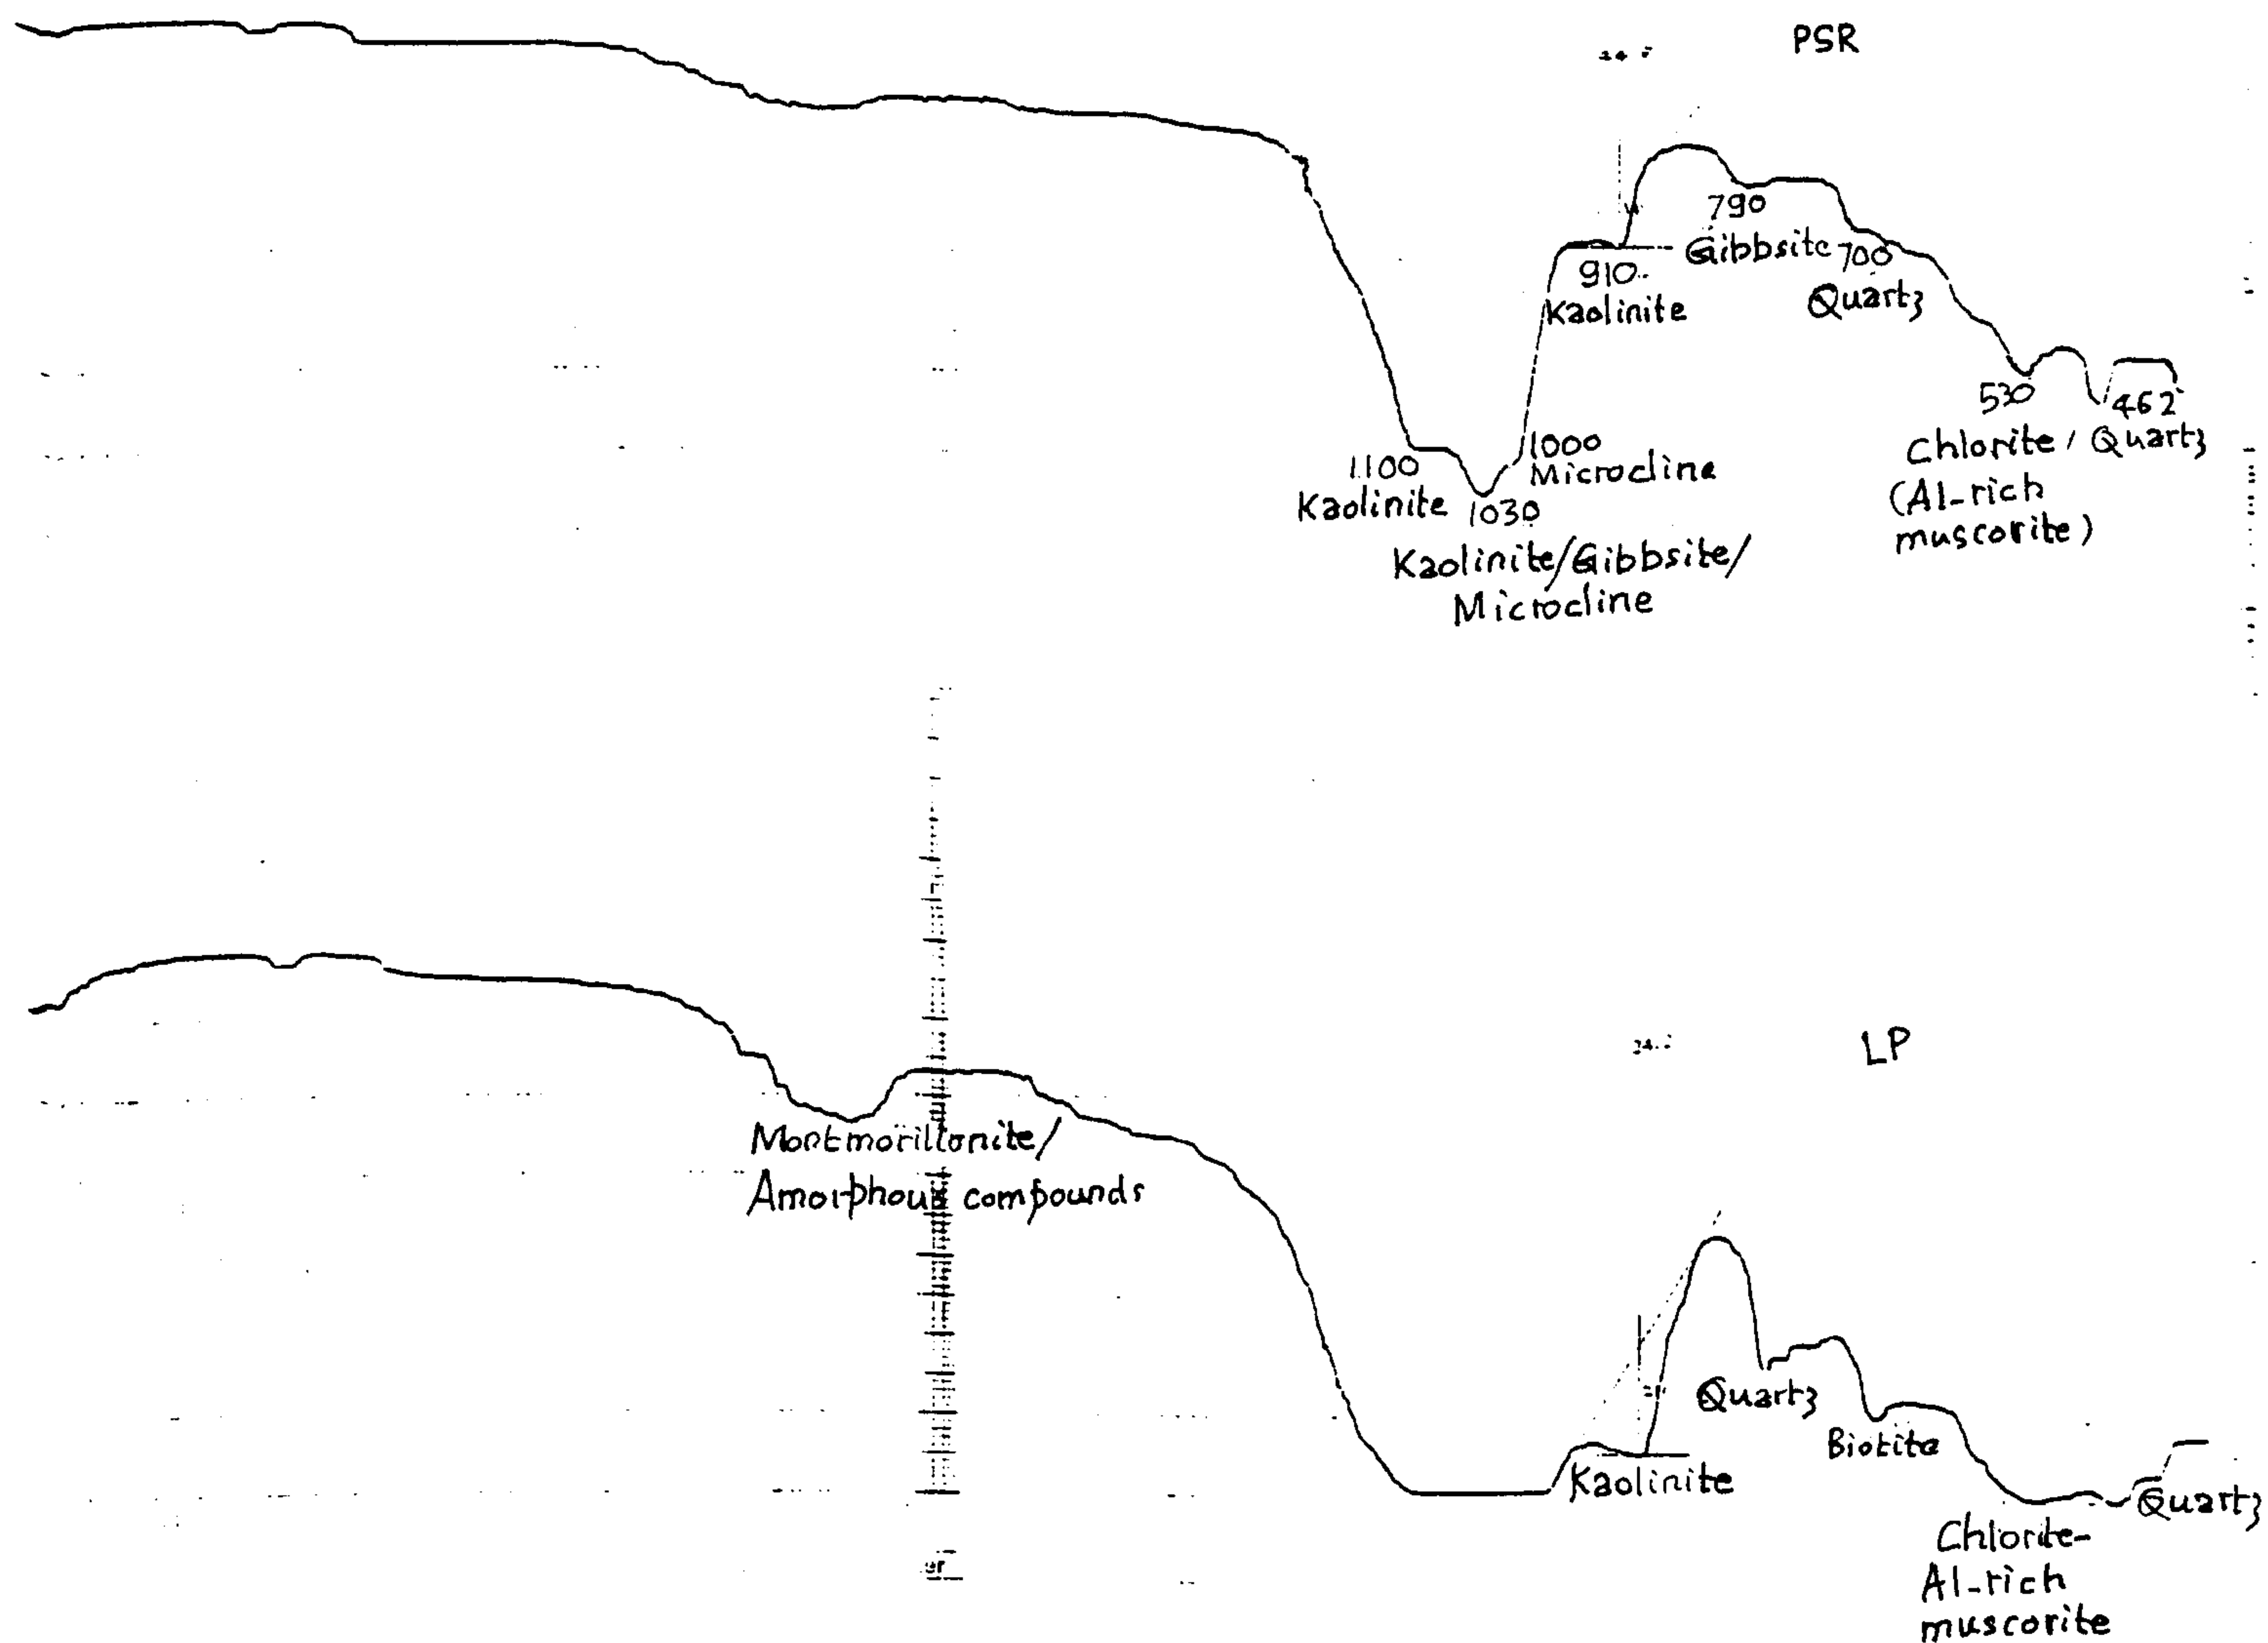 PSR
790
Gibbsite 700
910
Kaolinite
Quartz
530
462
1000
Microcline
1100
Kaolinite
1030
Chlorite / Quartz
(Al-rich
muscorite)
Kaolinite/Gibbsite/
Microcline
LP
Montmorillonite/
Amorphous compounds
Quartz
Biotite
Kaolinite
Quartz
Chlorite-
Al-rich
muscorite